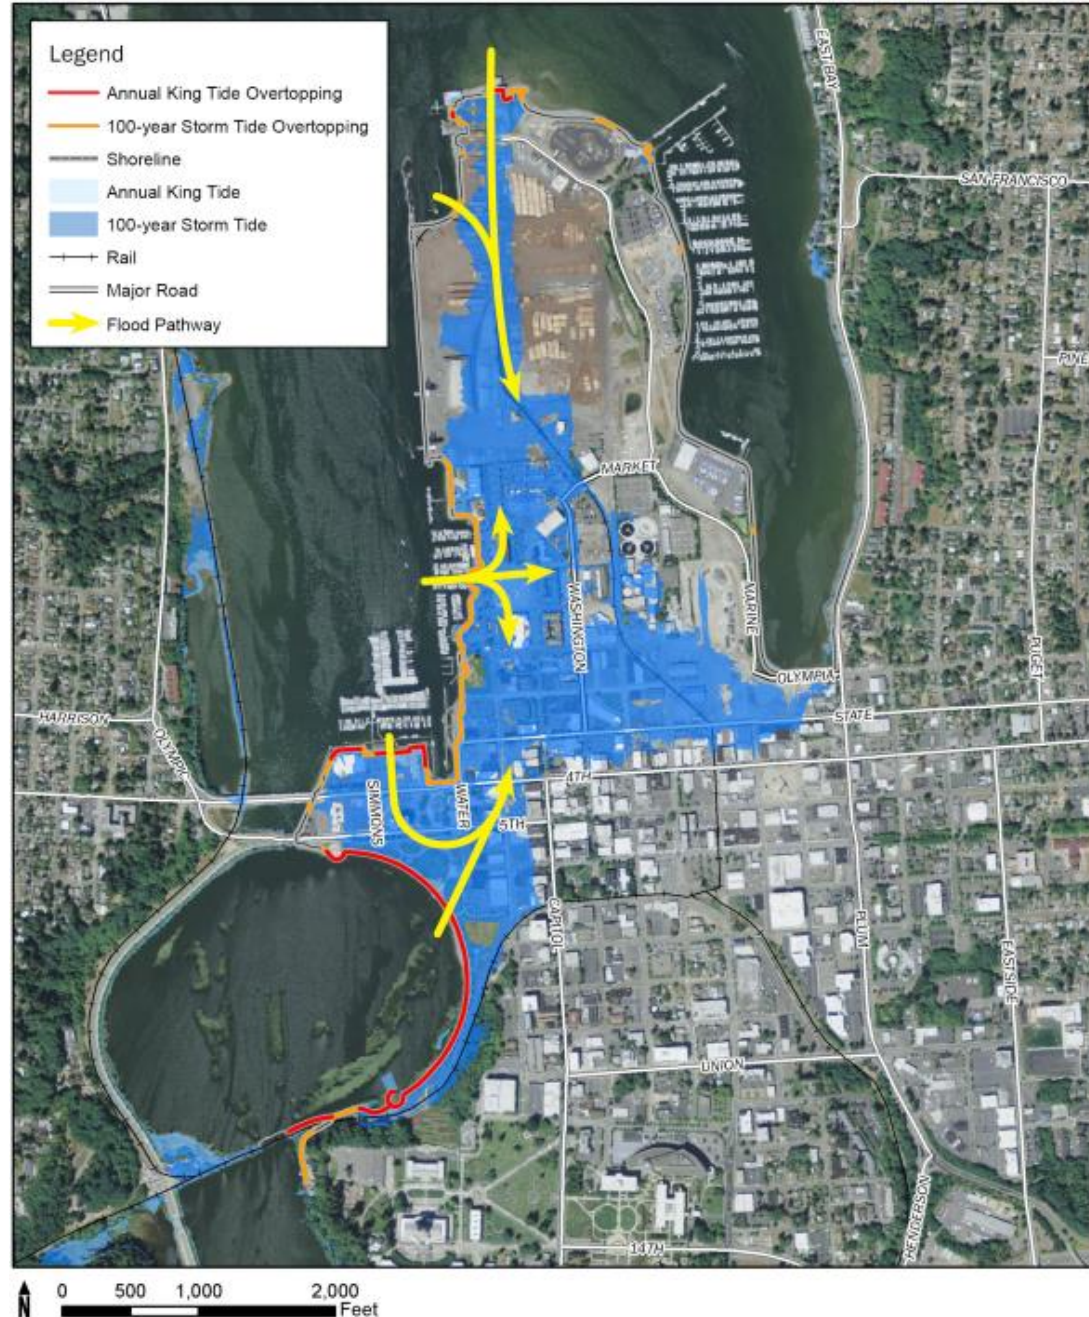 Legend
Annual King Tide Overtopping
100-year Storm Tide Overtopping
Shoreline
Annual King Tide
100-year Storm Tide
Rail
Major Road
Flood Pathway
EAST BAY
SAN FRANCISCO
PINE
MARKET
WASHINGTON
MARINE
PUGET
OLYMPIA
HARRISON
STATE
OLYMPIC
4TH
SIMMONS
WATER
5TH
CAPITOL
PLUM
EASTSIDE
UNION
HENDERSON
14TH
N
0 500 1,000 2,000
Feet